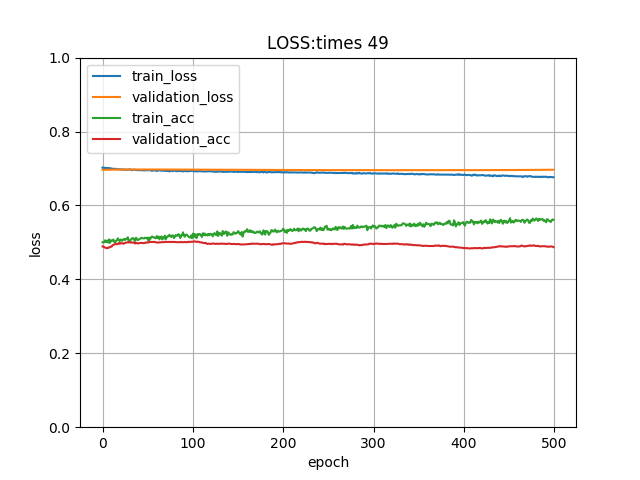 LOSS:times 49
1.0
0.8
0.6
0.4
0.2
0.0
loss
train_loss
validation_loss
train_acc
validation_acc
0 100 200 300 400 500
epoch